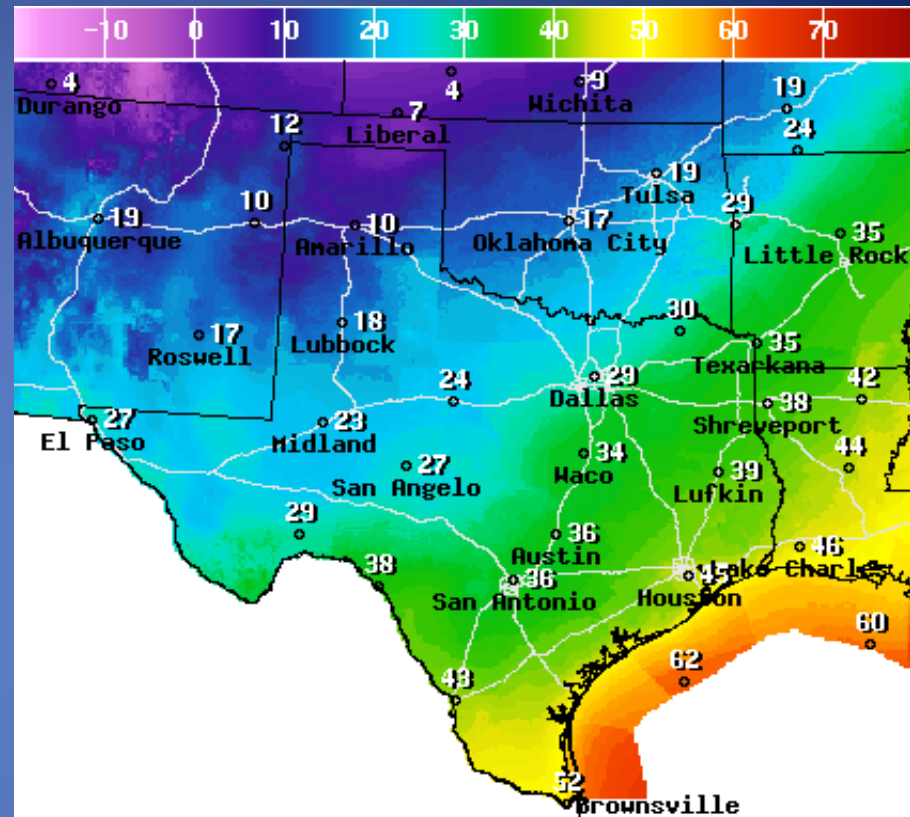 -10 0 10 20 30 40 50 60 70
4
Durango
4
9
Wichita
7
Liberal
19
12
24
19
Tulsa
19
Albuquerque
10
10
Amarillo
17
Oklahoma City
29
35
Little Rock
17
Roswell
18
Lubbock
30
35
Texarkana
24
29
Dallas
42
38
Shreveport
27
El Paso
23
Midland
27
San Angelo
34
Waco
39
Lufkin
44
29
36
Austin
46
Lake Charles
38
36
San Antonio
45
Houston
60
62
43
52
Brownsville